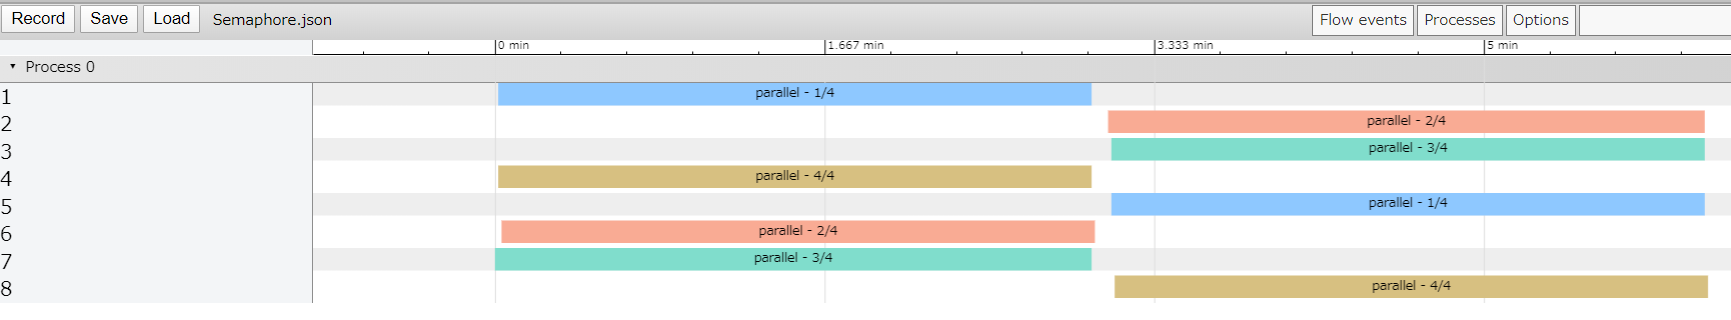 Record Save Load Semaphore.json Flow events Processes Options
0 min 1.667 min 3.333 min 5 min
Process 0
1 parallel - 1/4
2 parallel - 2/4
3 parallel - 3/4
4 parallel - 4/4
5 parallel - 1/4
6 parallel - 2/4
7 parallel - 3/4
8 parallel - 4/4